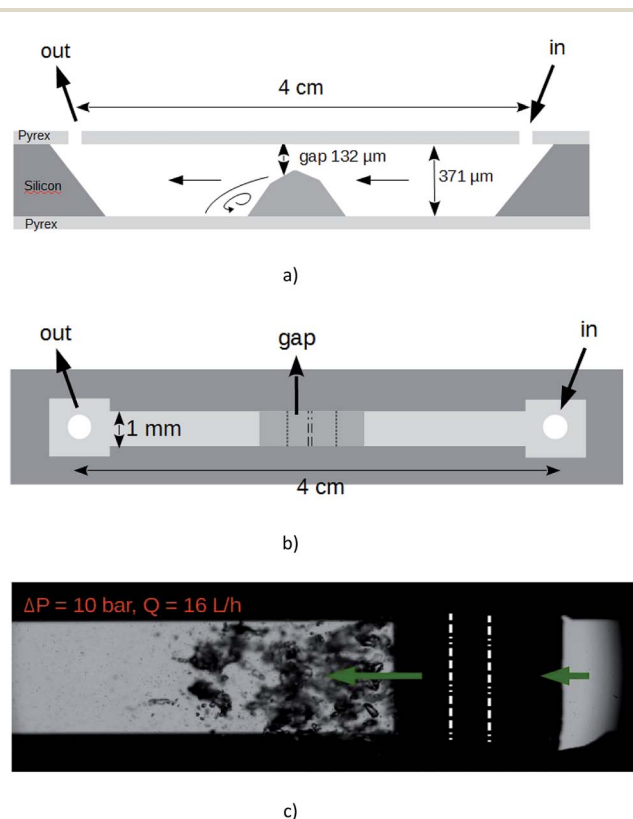 out
in
4 cm
Pyrex
Pyrex
gap 132 µm
371 µm
Silicon
Pyrex
a)
out
gap
in
1 mm
4 cm
b)
ΔP = 10 bar, Q = 16 L/h
c)